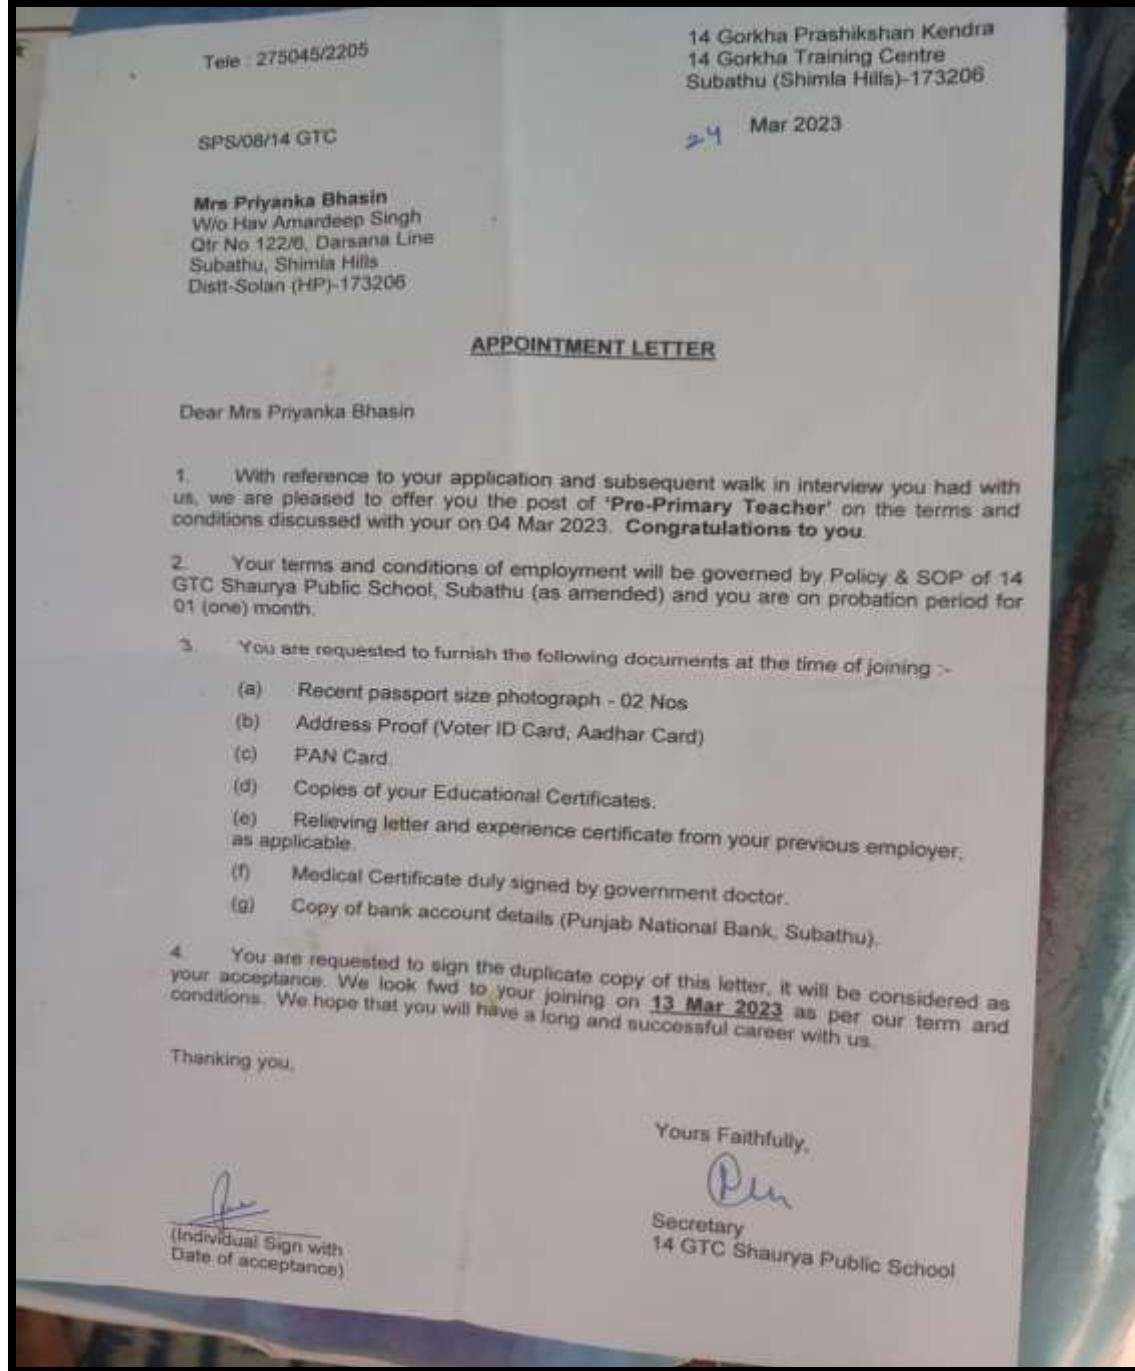 Tele : 275045/2205
14 Gorkha Prashikshan Kendra
14 Gorkha Training Centre
Subathu (Shimla Hills)-173206
24 Mar 2023
SPS/08/14 GTC
Mrs Priyanka Bhasin
W/o Hav Amardeep Singh
Qtr No 122/6, Darsana Line
Subathu, Shimla Hills
Distt-Solan (HP)-173206
APPOINTMENT LETTER
Dear Mrs Priyanka Bhasin
1. With reference to your application and subsequent walk in interview you had with
us, we are pleased to offer you the post of 'Pre-Primary Teacher' on the terms and
conditions discussed with your on 04 Mar 2023. Congratulations to you.
2. Your terms and conditions of employment will be governed by Policy & SOP of 14
GTC Shaurya Public School, Subathu (as amended) and you are on probation period for
01 (one) month.
3. You are requested to furnish the following documents at the time of joining :-
(a) Recent passport size photograph - 02 Nos
(b) Address Proof (Voter ID Card, Aadhar Card)
(c) PAN Card.
(d) Copies of your Educational Certificates.
(e) Relieving letter and experience certificate from your previous employer,
as applicable.
(f) Medical Certificate duly signed by government doctor.
(g) Copy of bank account details (Punjab National Bank, Subathu).
4. You are requested to sign the duplicate copy of this letter, it will be considered as
your acceptance. We look fwd to your joining on 13 Mar 2023 as per our term and
conditions. We hope that you will have a long and successful career with us.
Thanking you,
Yours Faithfully,
Secretary
14 GTC Shaurya Public School
(Individual Sign with
Date of acceptance)